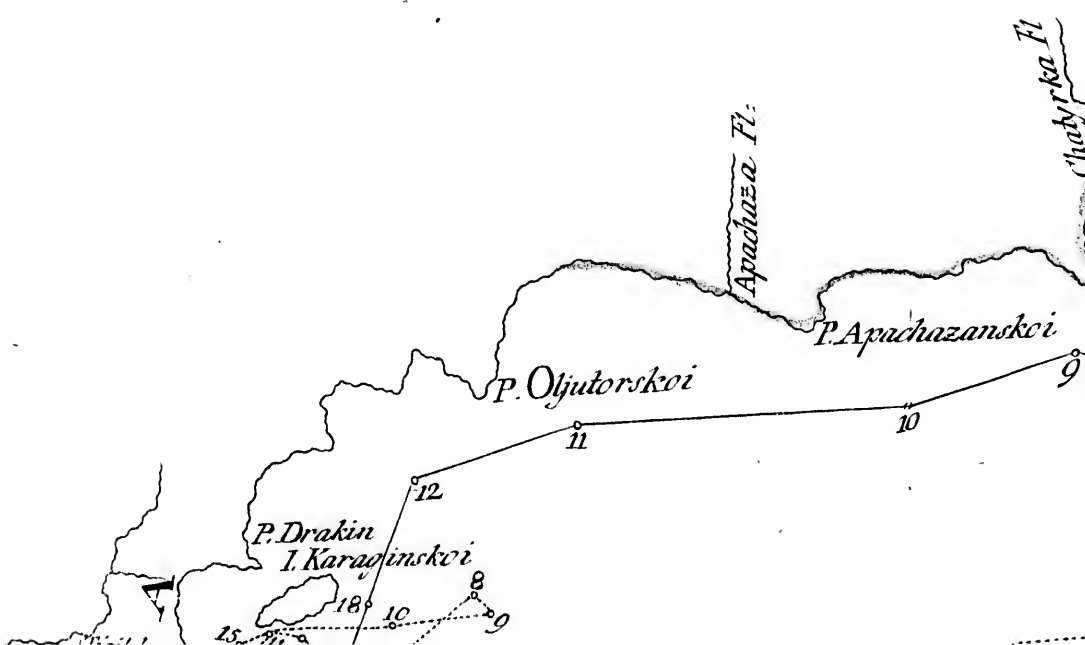 Chatyrka Fl
Apachaza Fl:
P. Apachazanskoi
9
P. Oljutorskoi
10
11
12
P. Drakin
I. Karaginskoi
A
8
18
10
9
15